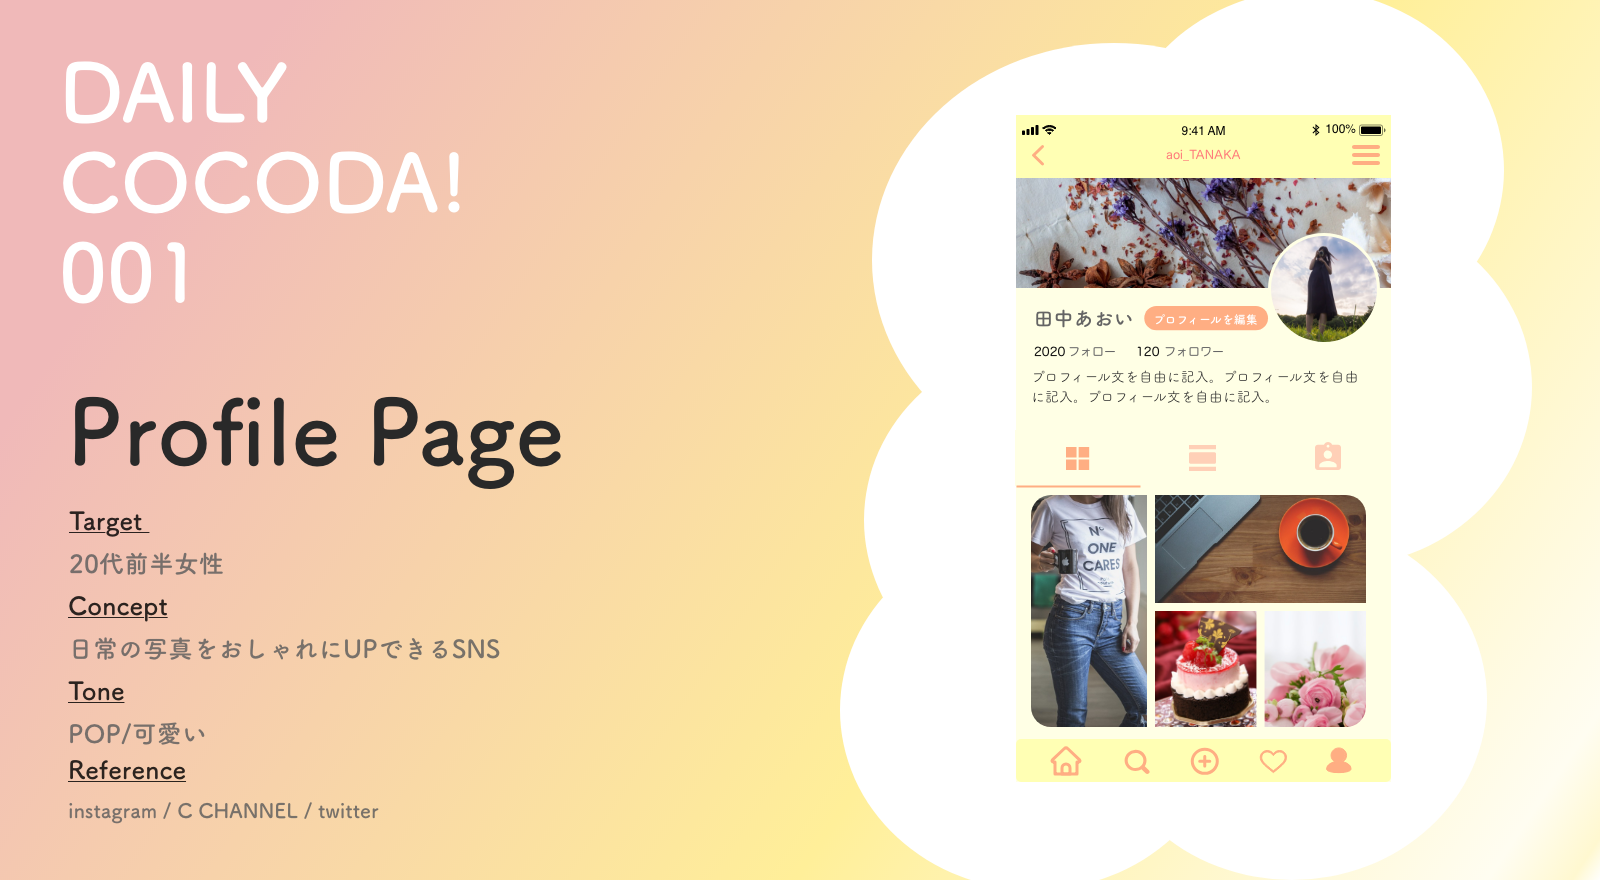 DAILY
COCODA!
001
Profile Page
Target
20代前半女性
Concept
日常の写真をおしゃれにUPできるSNS
Tone
POP/可愛い
Reference
instagram / C CHANNEL / twitter
9:41 AM
100%
aoi_TANAKA
田中あおい
プロフィールを編集
2020 フォロー 120 フォロワー
プロフィール文を自由に記入。プロフィール文を自由
に記入。プロフィール文を自由に記入。
Nº
ONE
CARES